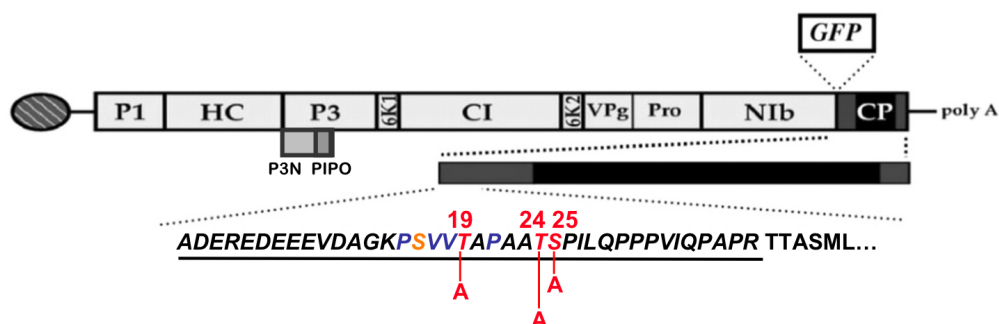 GFP
P1 HC P3 6K1 CI 6K2 VPg Pro NIb CP poly A
P3N PIPO
19 24 25
ADEREDEEEVDAGKPSVVTAPAATSPILQPPPVIQPAPR TTASML...
A A
A